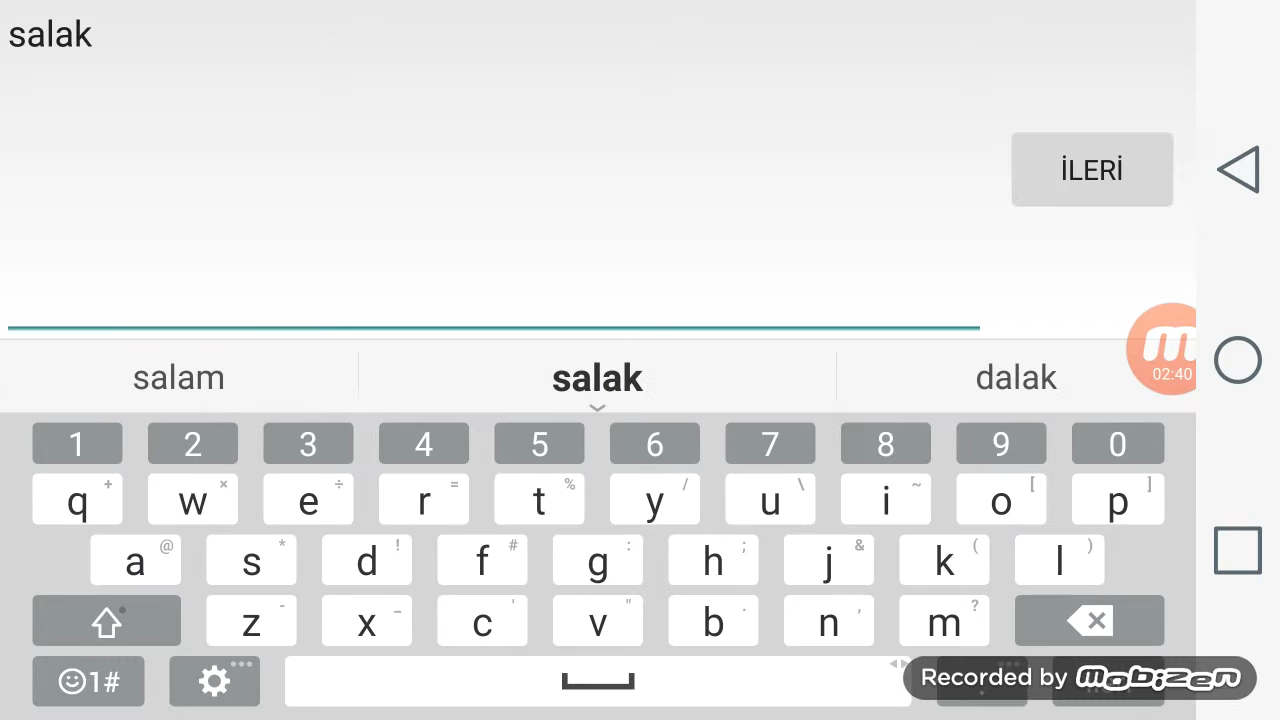 salak
İLERİ
02:40
salam salak dalak
1 2 3 4 5 6 7 8 9 0
q + w × e ÷ r = t % y / u \ i ~ o [ p ]
a @ s * d ! f # g : h ; j & k ( l )
z - x _ c ' v " b . n , m ?
1#
Recorded by mobizen